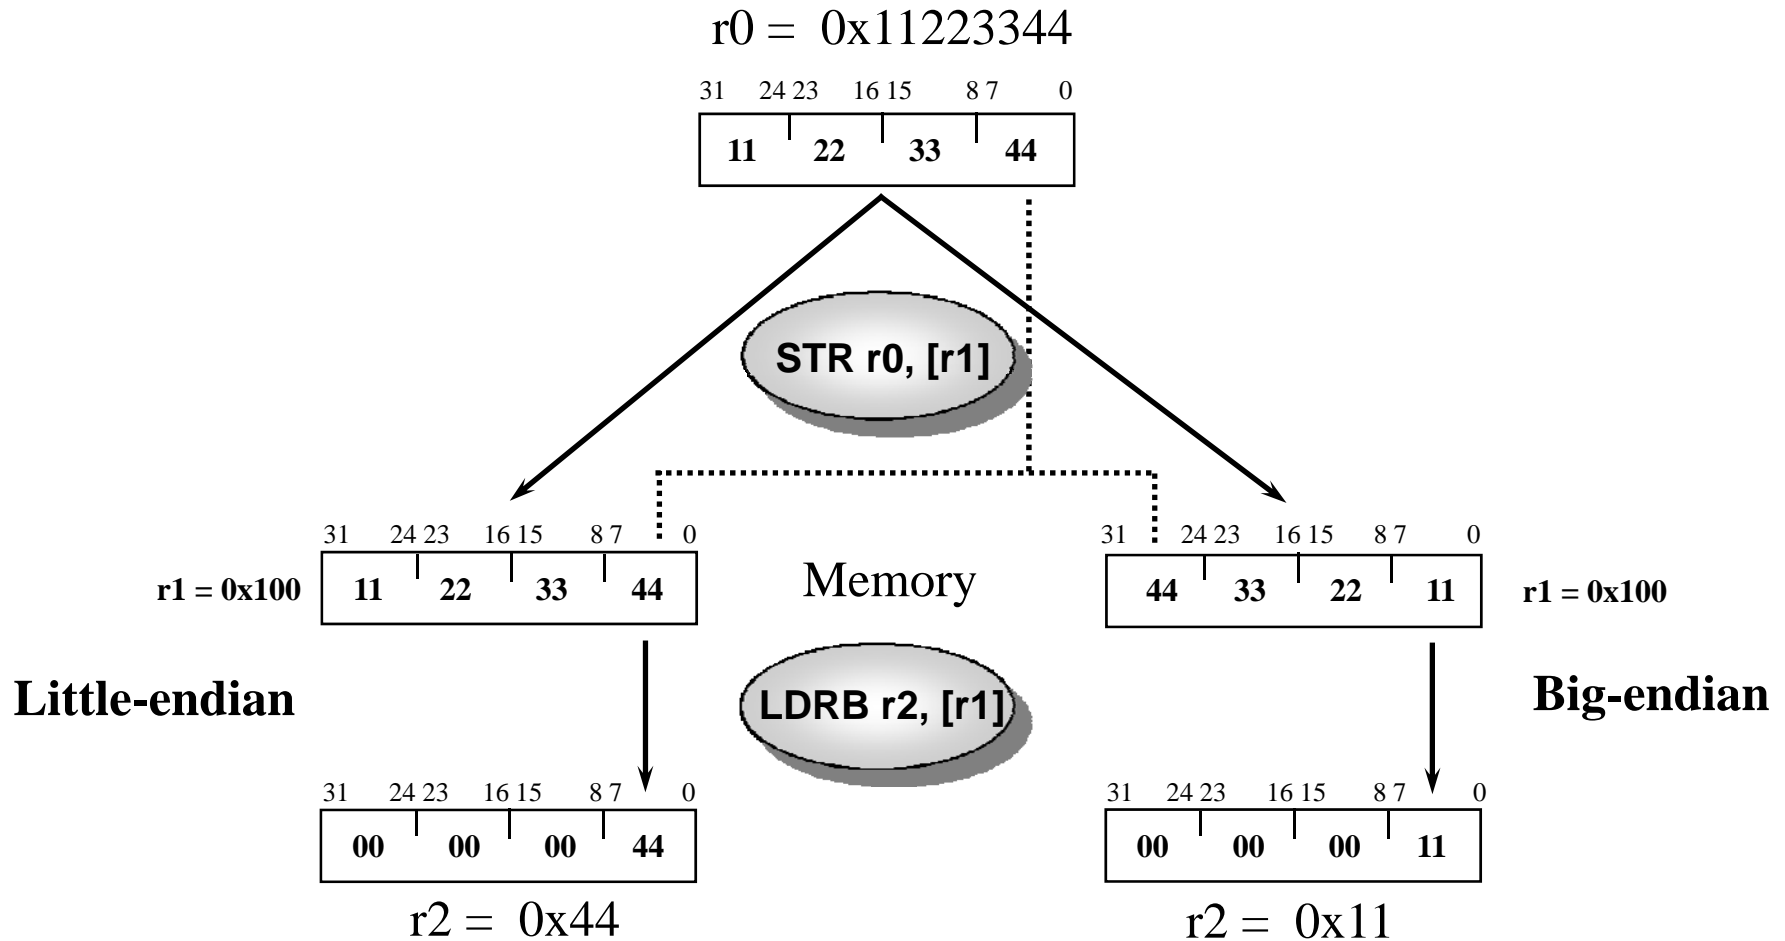 r0 = 0x11223344
31 24 23 16 15 8 7 0
11 22 33 44
STR r0, [r1]
31 24 23 16 15 8 7 0
31 24 23 16 15 8 7 0
r1 = 0x100
11 22 33 44
Memory
44 33 22 11
r1 = 0x100
Little-endian
LDRB r2, [r1]
Big-endian
31 24 23 16 15 8 7 0
31 24 23 16 15 8 7 0
00 00 00 44
00 00 00 11
r2 = 0x44
r2 = 0x11